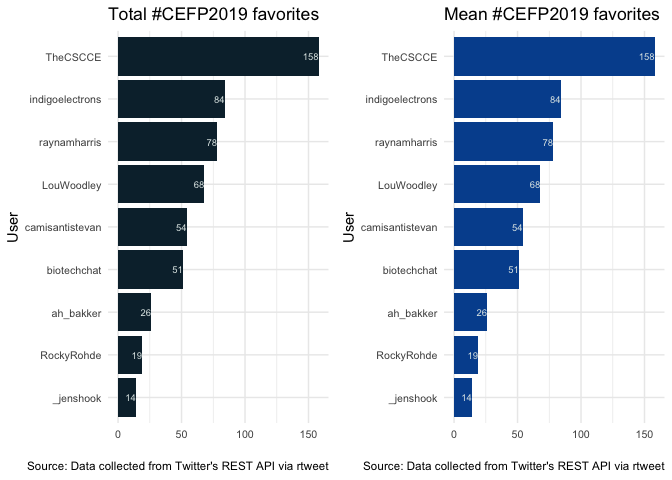 Total #CEFP2019 favorites
User
TheCSCCE 158
indigoelectrons 84
raynamharris 78
LouWoodley 68
camisantistevan 54
biotechchat 51
ah_bakker 26
RockyRohde 19
_jenshook 14
0 50 100 150
Source: Data collected from Twitter's REST API via rtweet
Mean #CEFP2019 favorites
User
TheCSCCE 158
indigoelectrons 84
raynamharris 78
LouWoodley 68
camisantistevan 54
biotechchat 51
ah_bakker 26
RockyRohde 19
_jenshook 14
0 50 100 150
Source: Data collected from Twitter's REST API via rtweet